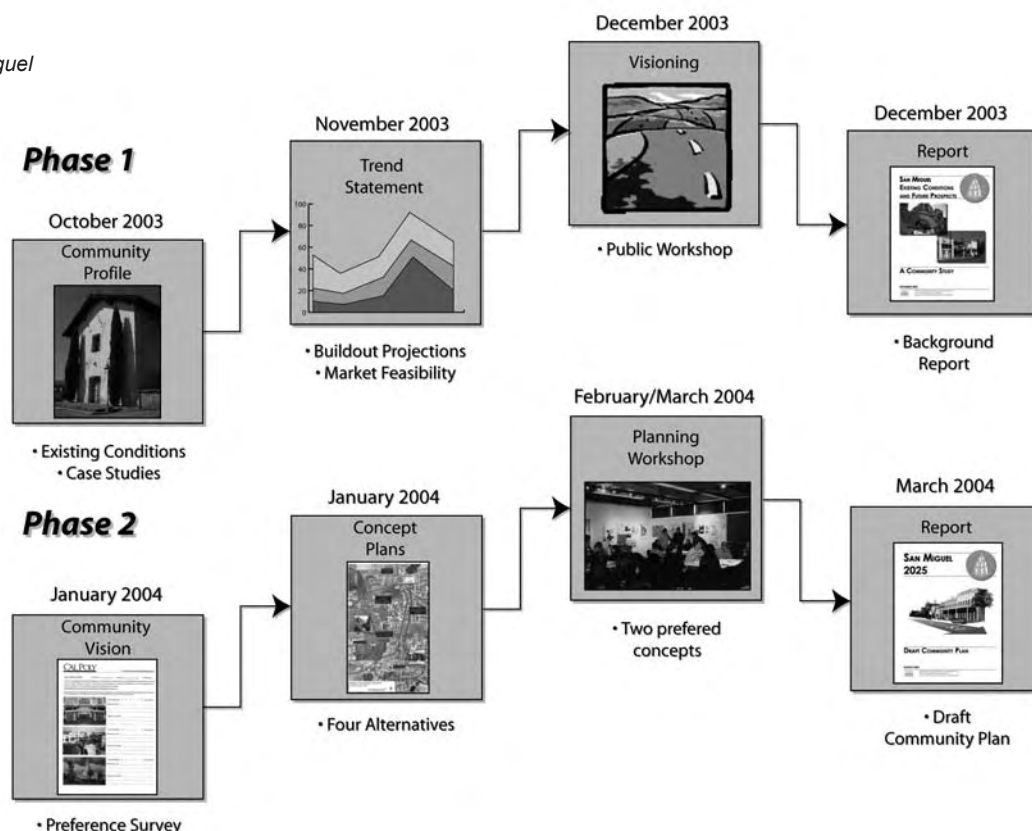 guel
Phase 1
October 2003
Community
Profile
• Existing Conditions
• Case Studies
November 2003
Trend
Statement
100
80
60
40
20
0
• Buildout Projections
• Market Feasibility
December 2003
Visioning
• Public Workshop
December 2003
Report
SAN MIGUEL
EXISTING CONDITIONS
AND FUTURE PROSPECTS
A COMMUNITY STUDY
• Background
Report
Phase 2
January 2004
Community
Vision
CAL POLY
• Preference Survey
January 2004
Concept
Plans
• Four Alternatives
February/March 2004
Planning
Workshop
• Two prefered
concepts
March 2004
Report
SAN MIGUEL
2025
DRAFT COMMUNITY PLAN
• Draft
Community Plan